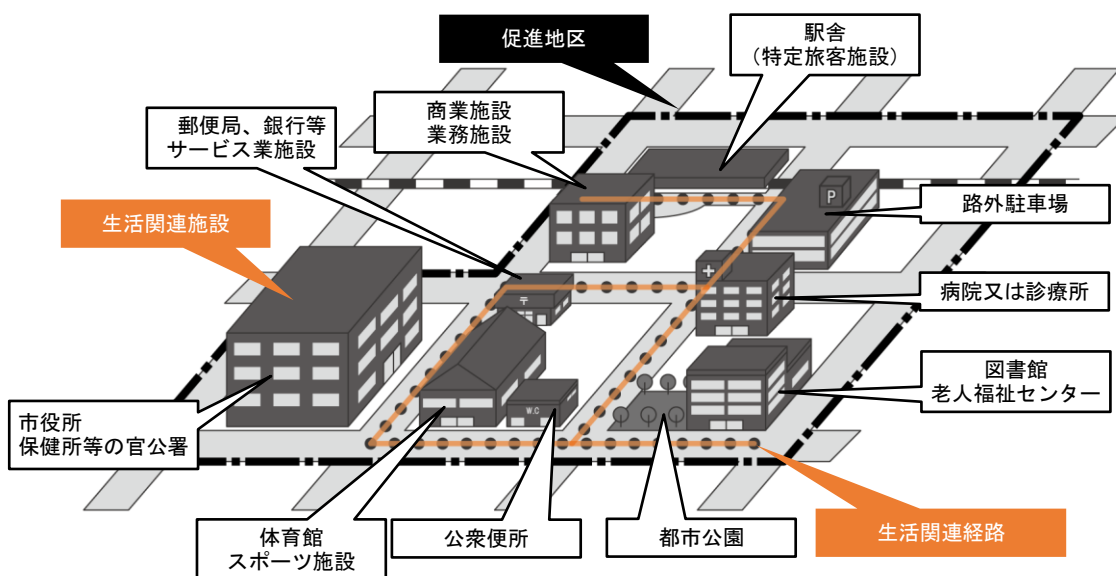 促進地区
駅舎
（特定旅客施設）
商業施設
業務施設
郵便局、銀行等
サービス業施設
生活関連施設
P
路外駐車場
病院又は診療所
〒
図書館
老人福祉センター
市役所
保健所等の官公署
W.C
体育館
スポーツ施設
公衆便所
都市公園
生活関連経路